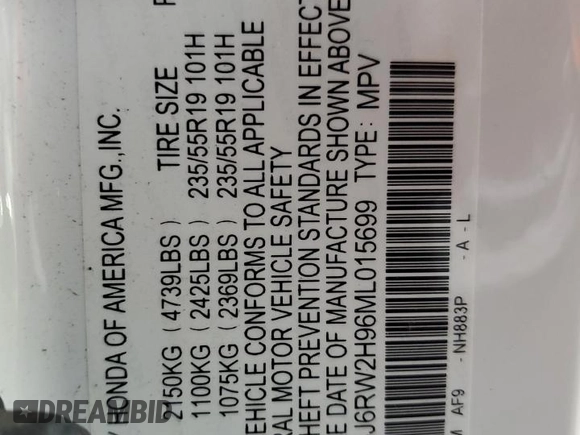 HONDA OF AMERICA MFG.,INC.
TIRE SIZE
2150KG ( 4739LBS )
1100KG ( 2425LBS ) 235/55R19 101H
1075KG ( 2369LBS ) 235/55R19 101H
EHICLE CONFORMS TO ALL APPLICABLE
RAL MOTOR VEHICLE SAFETY
HEFT PREVENTION STANDARDS IN EFFECT
E DATE OF MANUFACTURE SHOWN ABOVE
J6RW2H96ML015699 TYPE: MPV
AF9 - NH883P - A - L
DREAMBID